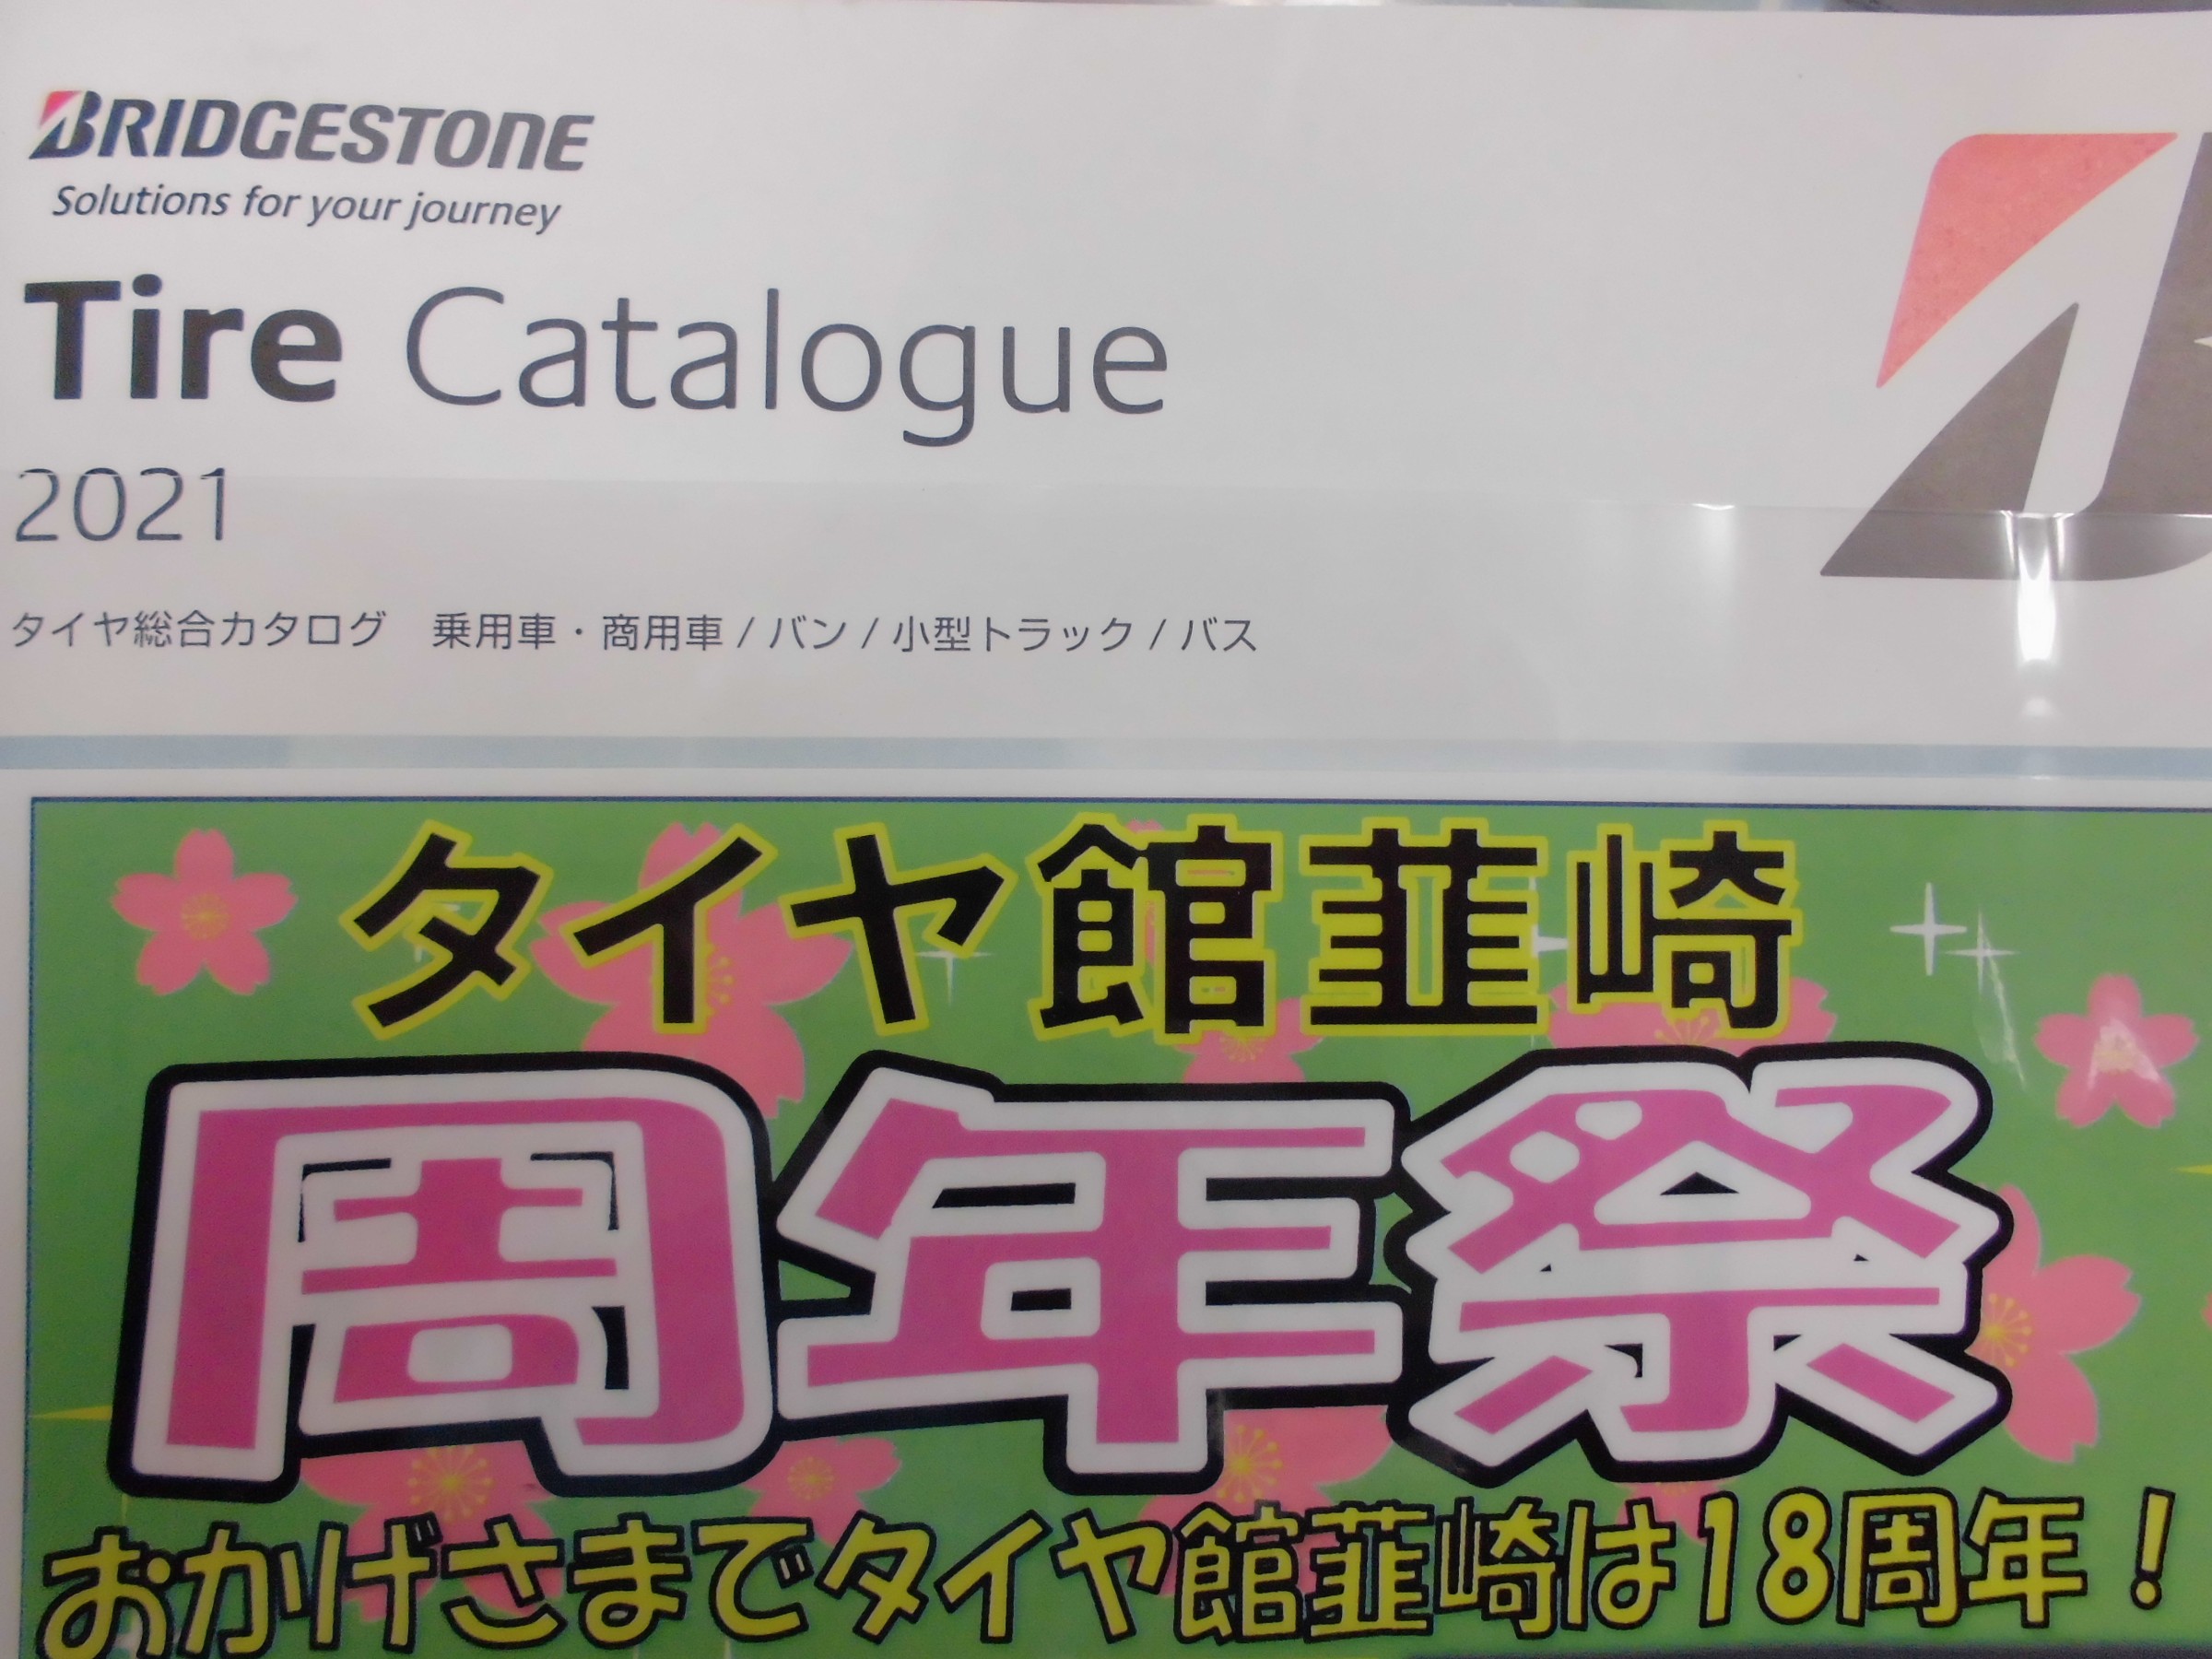 BRIDGESTONE
Solutions for your journey
Tire Catalogue
2021
タイヤ総合カタログ　乗用車・商用車 / バン / 小型トラック / バス
タイヤ館韮崎
周年祭
おかげさまでタイヤ館韮崎は18周年！